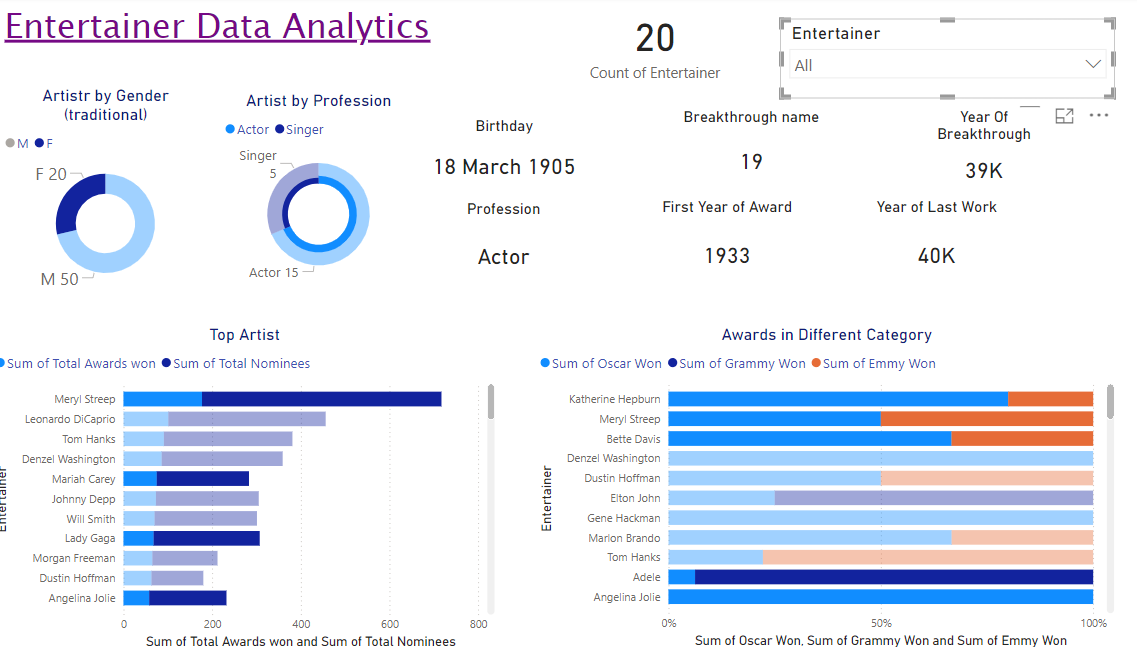 Entertainer Data Analytics
20
Count of Entertainer
Entertainer
All
Artistr by Gender
(traditional)
M F
F 20
M 50
Artist by Profession
Actor Singer
Singer
5
Actor 15
Birthday
18 March 1905
Profession
Actor
Breakthrough name
19
First Year of Award
1933
Year Of
Breakthrough
39K
Year of Last Work
40K
Top Artist
Sum of Total Awards won Sum of Total Nominees
Entertainer
Meryl Streep
Leonardo DiCaprio
Tom Hanks
Denzel Washington
Mariah Carey
Johnny Depp
Will Smith
Lady Gaga
Morgan Freeman
Dustin Hoffman
Angelina Jolie
0 200 400 600 800
Sum of Total Awards won and Sum of Total Nominees
Awards in Different Category
Sum of Oscar Won Sum of Grammy Won Sum of Emmy Won
Entertainer
Katherine Hepburn
Meryl Streep
Bette Davis
Denzel Washington
Dustin Hoffman
Elton John
Gene Hackman
Marlon Brando
Tom Hanks
Adele
Angelina Jolie
0% 50% 100%
Sum of Oscar Won, Sum of Grammy Won and Sum of Emmy Won